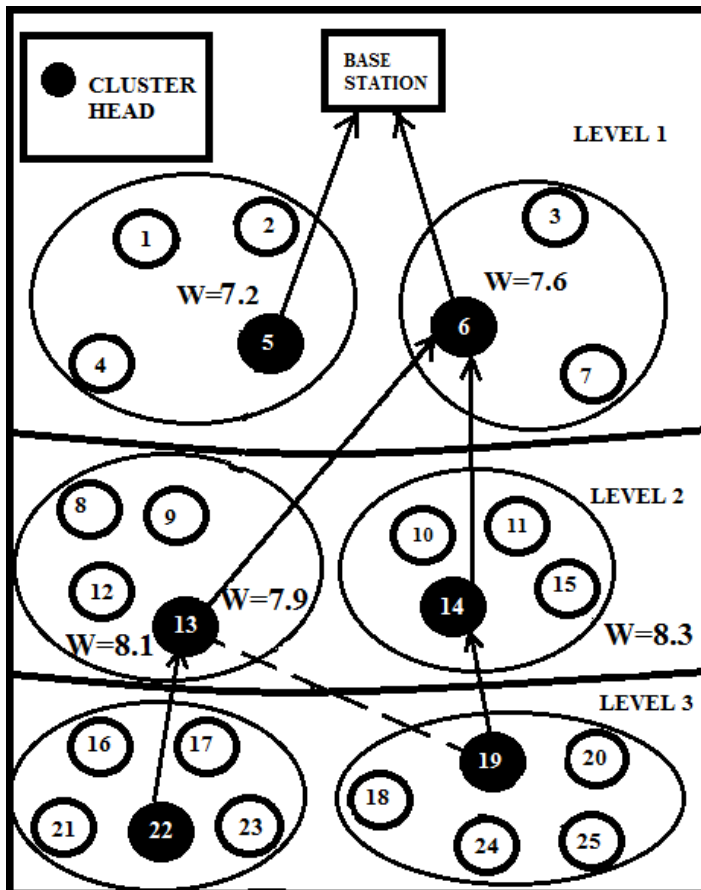 CLUSTER
HEAD
BASE
STATION
LEVEL 1
1
2
3
W=7.2
W=7.6
5
6
4
7
LEVEL 2
8
9
10
11
12
W=7.9
13
14
15
W=8.1
W=8.3
LEVEL 3
16
17
19
20
18
21
22
23
24
25